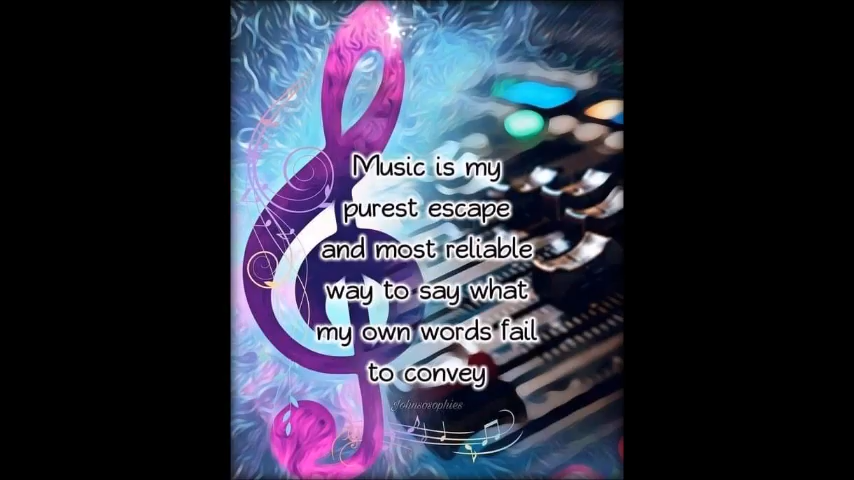 Music is my
purest escape
and most reliable
way to say what
my own words fail
to convey